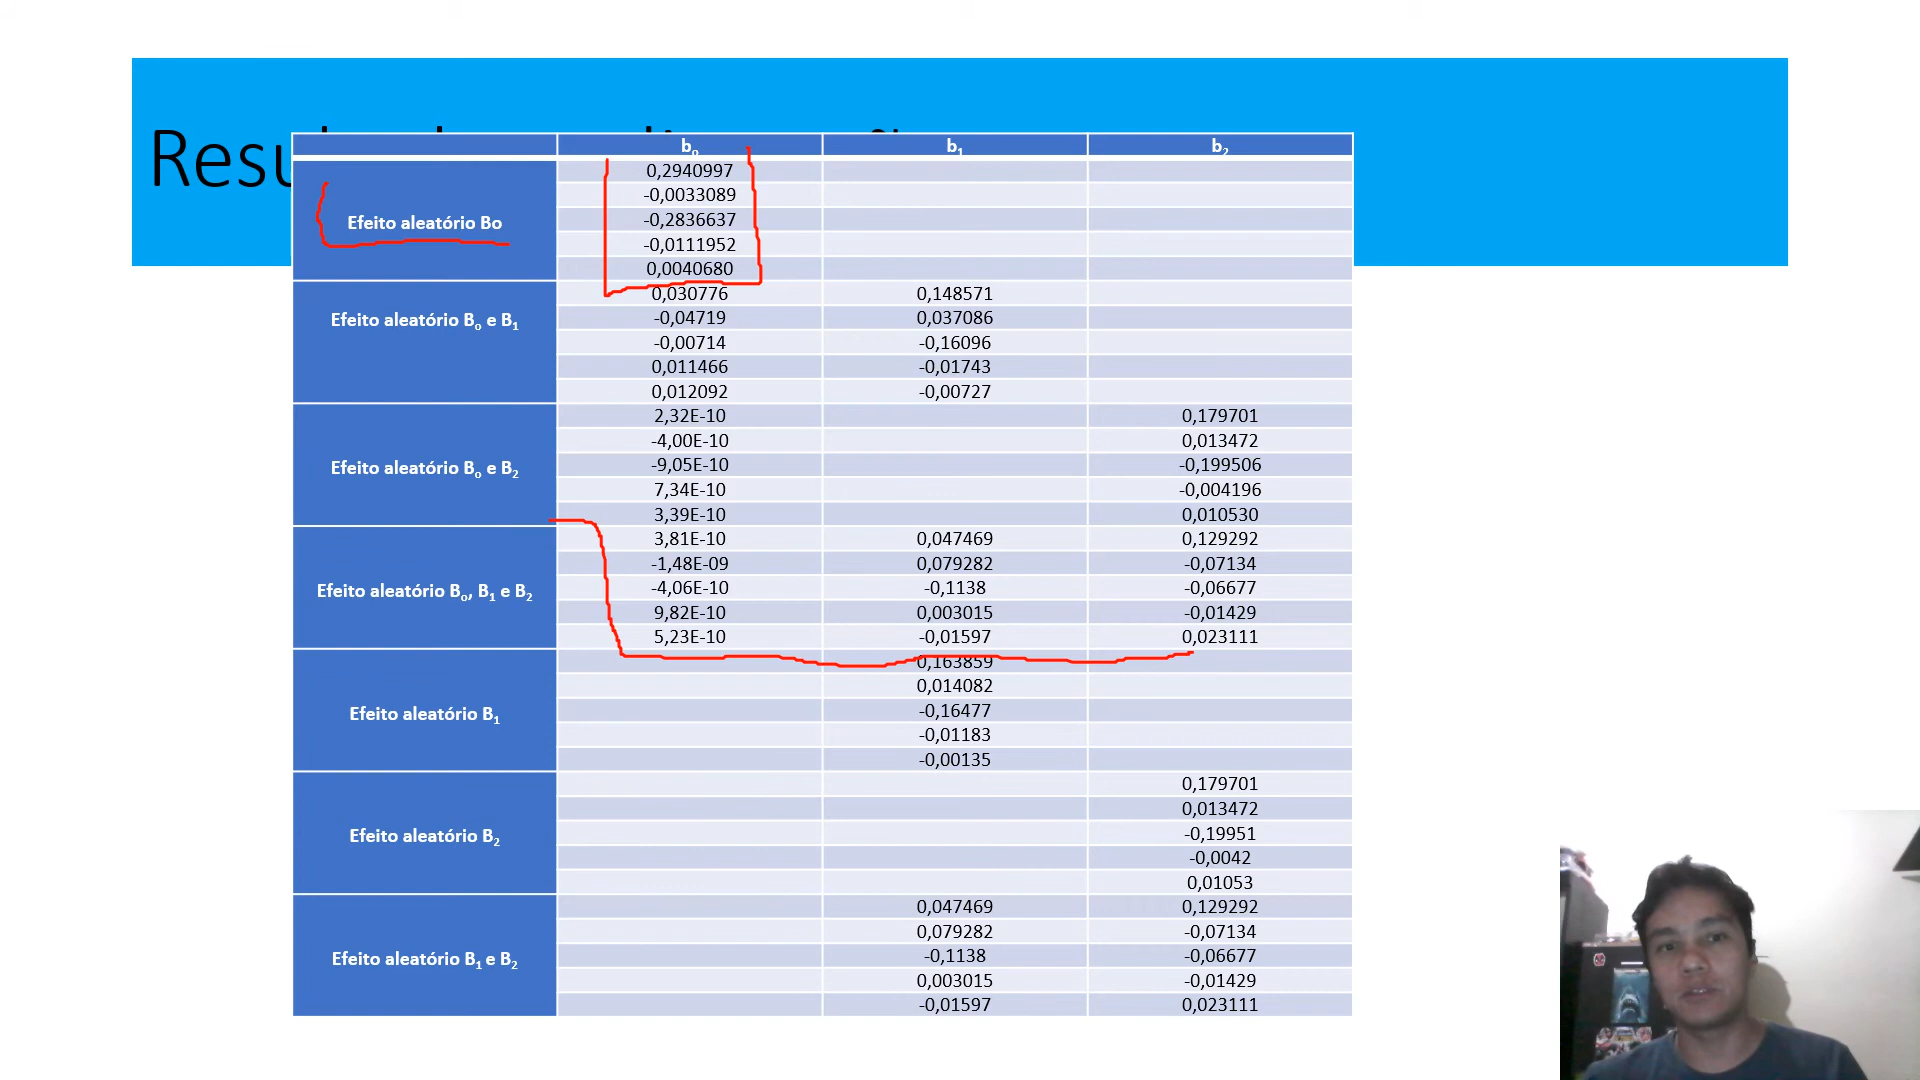 Resu
b₀ b₁ b₂
Efeito aleatório Bo
0,2940997
-0,0033089
-0,2836637
-0,0111952
0,0040680
Efeito aleatório B₀ e B₁
0,030776 0,148571
-0,04719 0,037086
-0,00714 -0,16096
0,011466 -0,01743
0,012092 -0,00727
Efeito aleatório B₀ e B₂
2,32E-10 0,179701
-4,00E-10 0,013472
-9,05E-10 -0,199506
7,34E-10 -0,004196
3,39E-10 0,010530
Efeito aleatório B₀, B₁ e B₂
3,81E-10 0,047469 0,129292
-1,48E-09 0,079282 -0,07134
-4,06E-10 -0,1138 -0,06677
9,82E-10 0,003015 -0,01429
5,23E-10 -0,01597 0,023111
Efeito aleatório B₁
0,163859
0,014082
-0,16477
-0,01183
-0,00135
Efeito aleatório B₂
0,179701
0,013472
-0,19951
-0,0042
0,01053
Efeito aleatório B₁ e B₂
0,047469 0,129292
0,079282 -0,07134
-0,1138 -0,06677
0,003015 -0,01429
-0,01597 0,023111